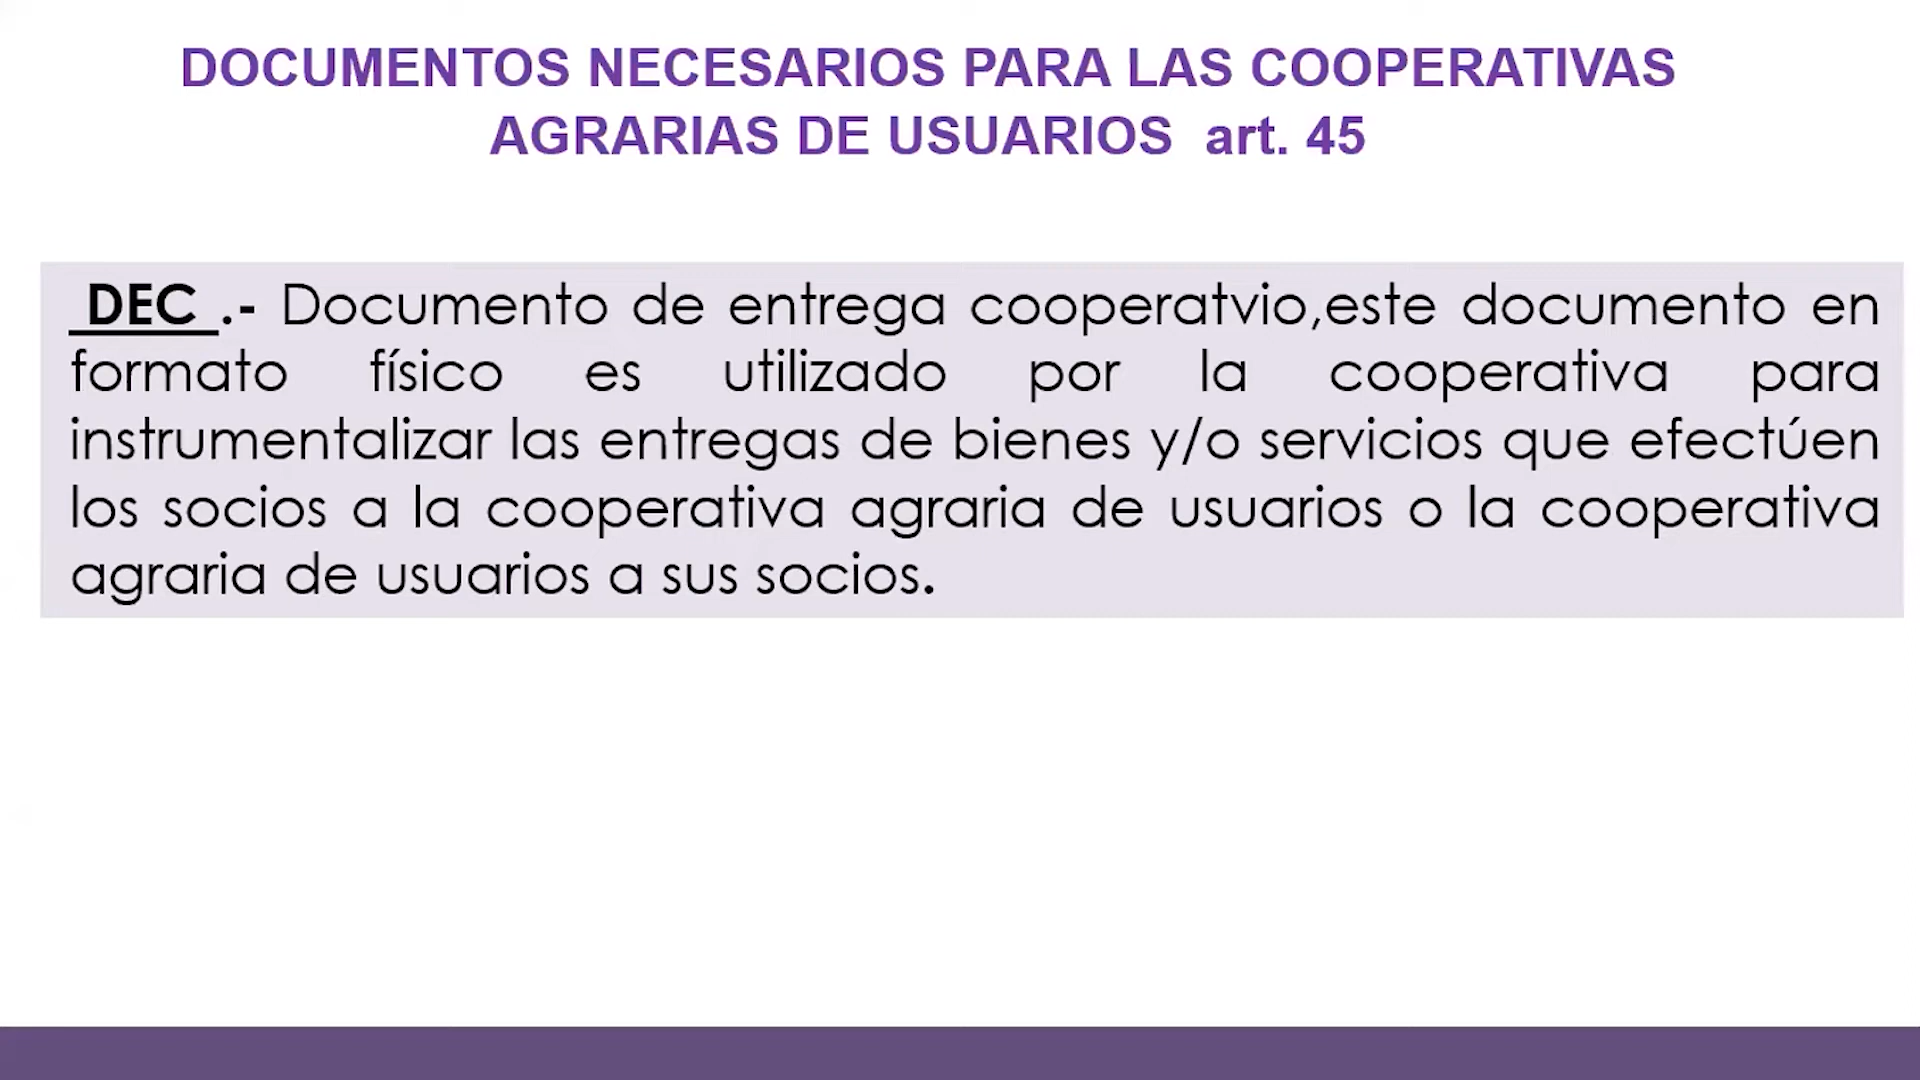 DOCUMENTOS NECESARIOS PARA LAS COOPERATIVAS
AGRARIAS DE USUARIOS art. 45
DEC .- Documento de entrega cooperatvio,este documento en
formato físico es utilizado por la cooperativa para
instrumentalizar las entregas de bienes y/o servicios que efectúen
los socios a la cooperativa agraria de usuarios o la cooperativa
agraria de usuarios a sus socios.